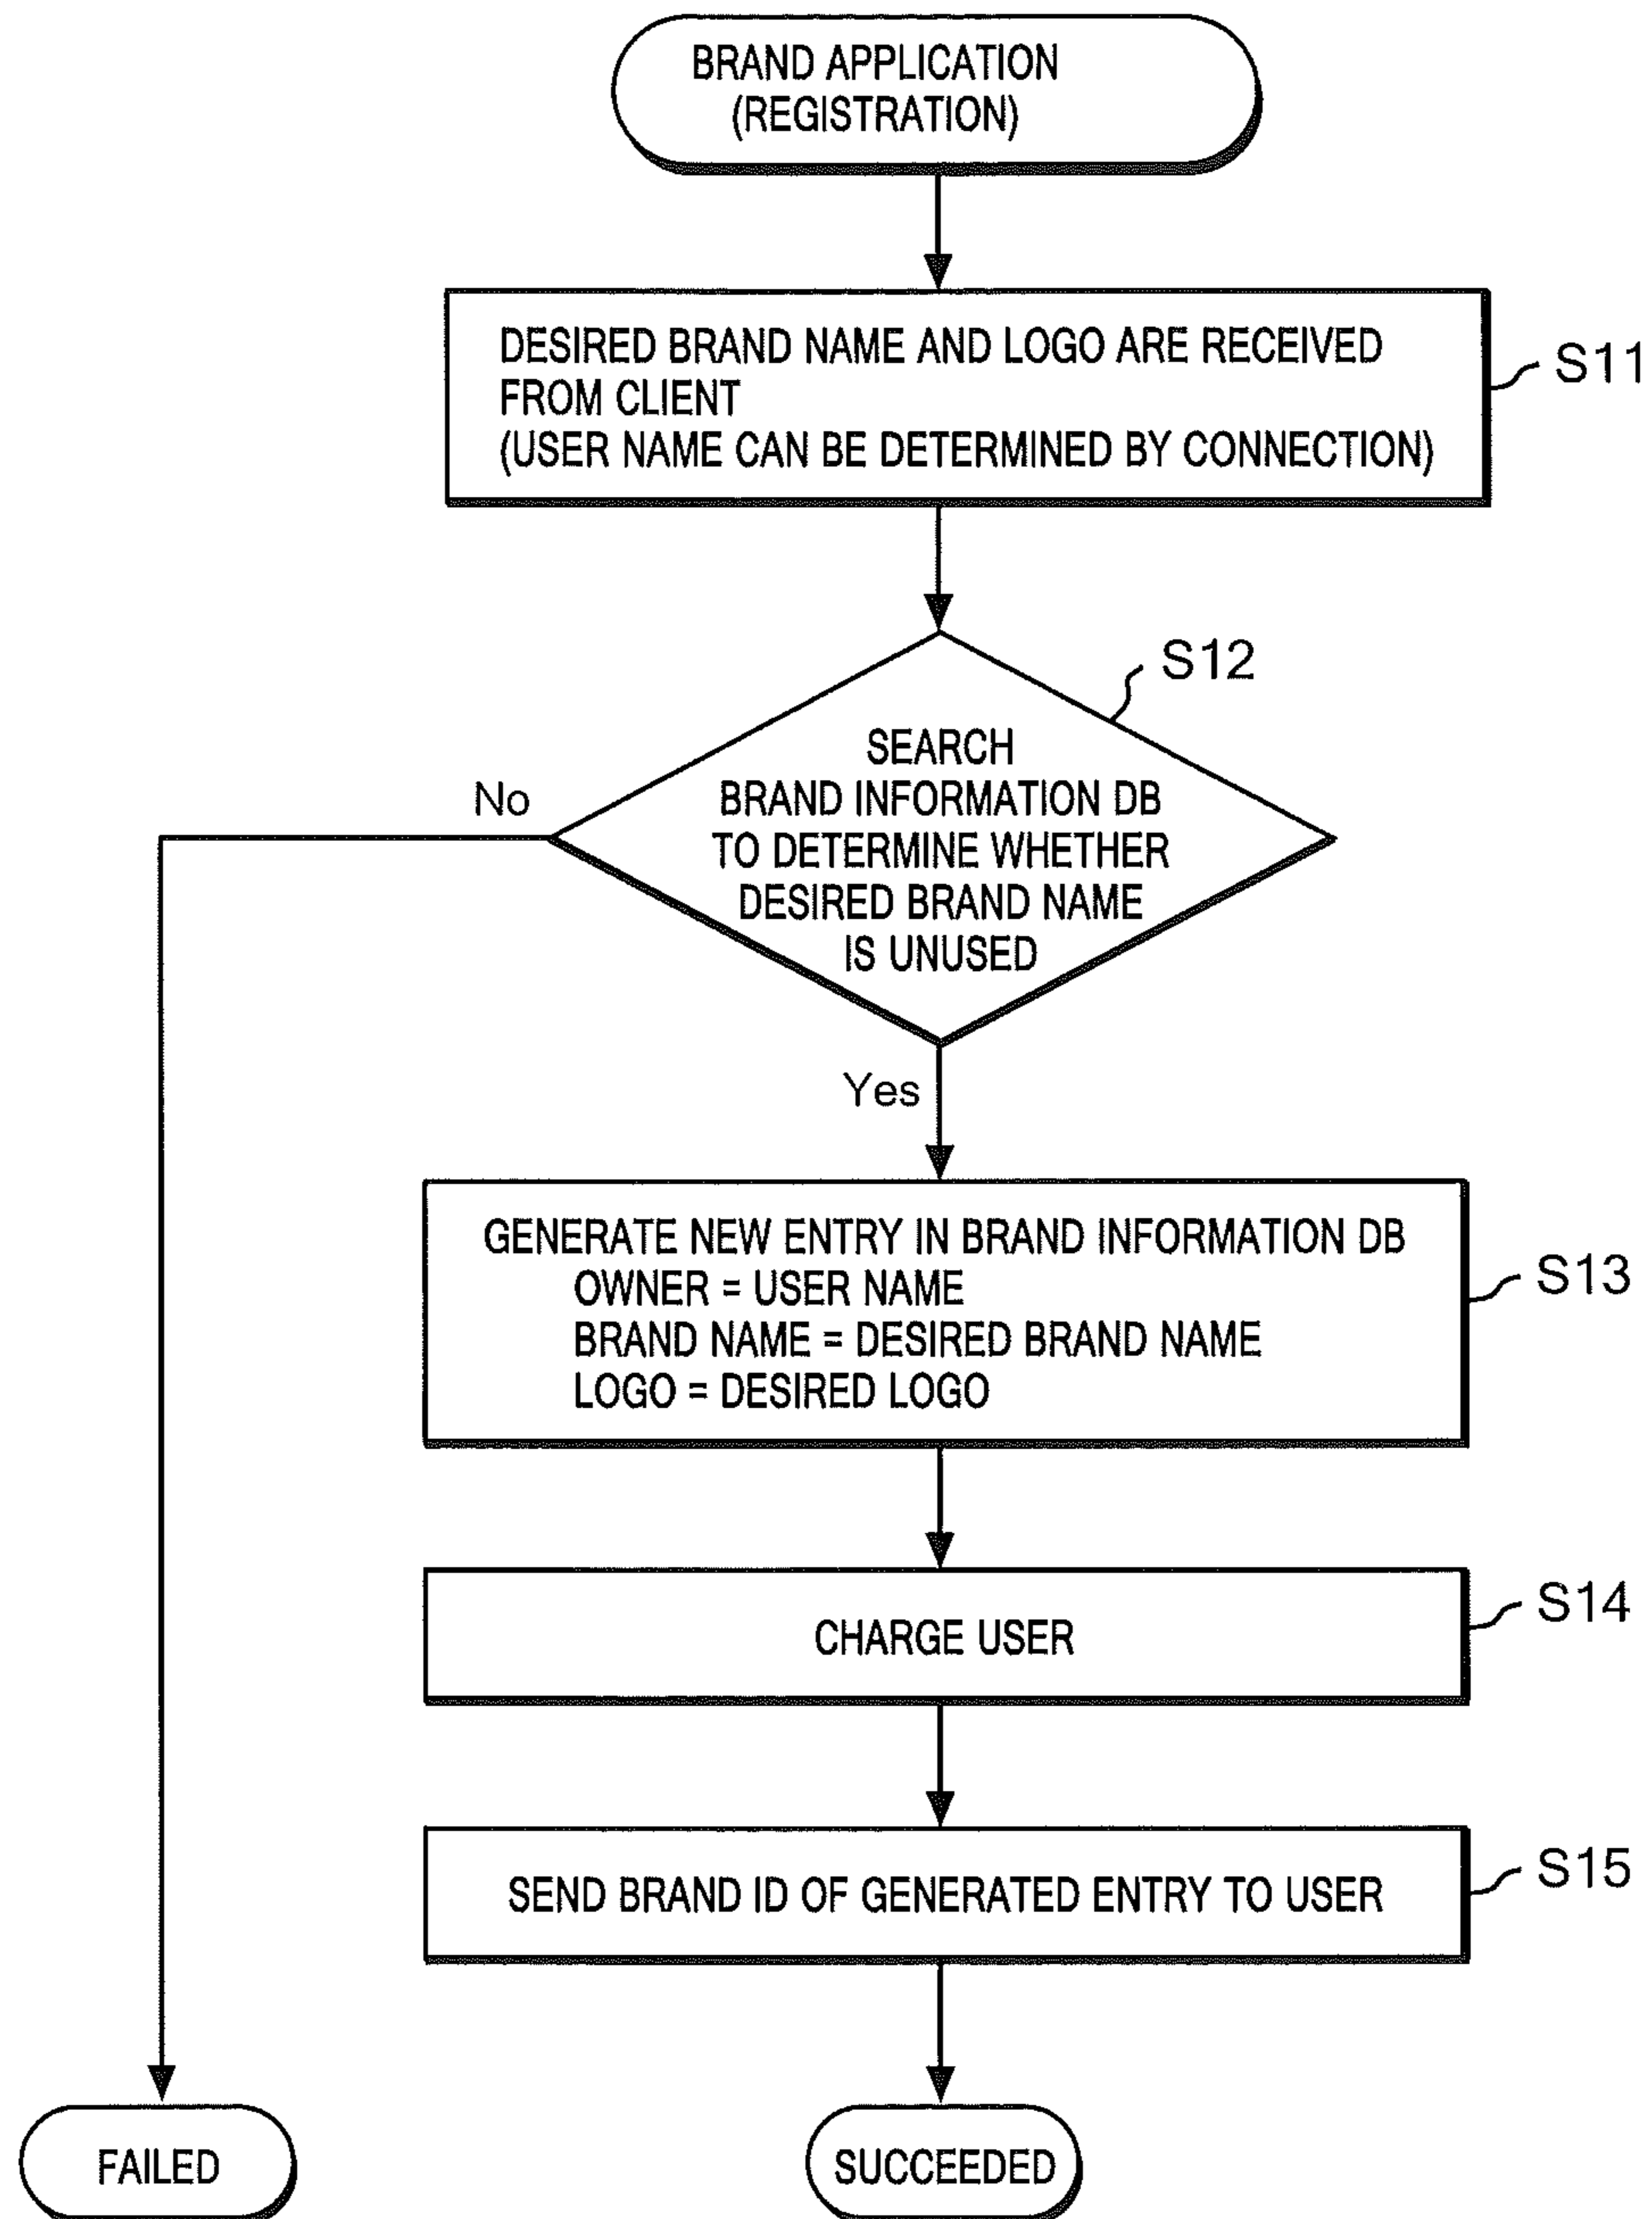 BRAND APPLICATION
(REGISTRATION)
DESIRED BRAND NAME AND LOGO ARE RECEIVED
FROM CLIENT
(USER NAME CAN BE DETERMINED BY CONNECTION)
S11
S12
SEARCH
BRAND INFORMATION DB
TO DETERMINE WHETHER
DESIRED BRAND NAME
IS UNUSED
No
Yes
GENERATE NEW ENTRY IN BRAND INFORMATION DB
OWNER = USER NAME
BRAND NAME = DESIRED BRAND NAME
LOGO = DESIRED LOGO
S13
CHARGE USER
S14
SEND BRAND ID OF GENERATED ENTRY TO USER
S15
FAILED
SUCCEEDED